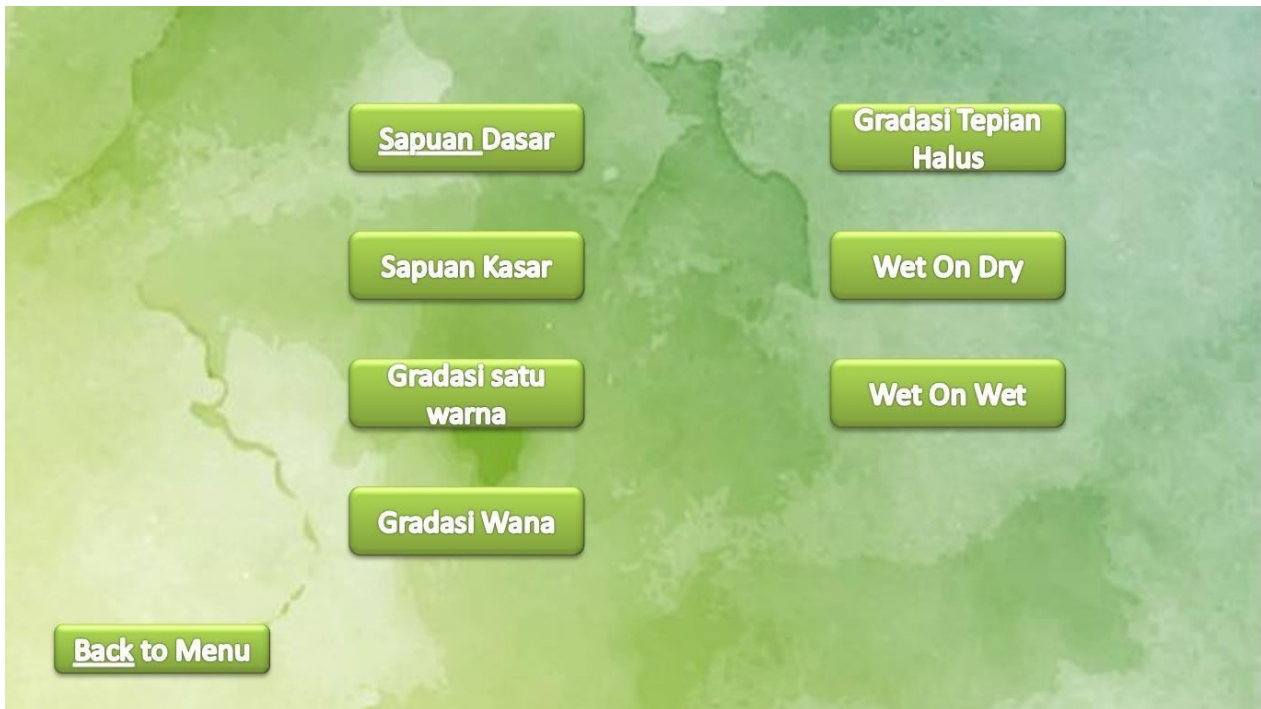 Sapuan Dasar
Sapuan Kasar
Gradasi satu
warna
Gradasi Wana
Gradasi Tepian
Halus
Wet On Dry
Wet On Wet
Back to Menu